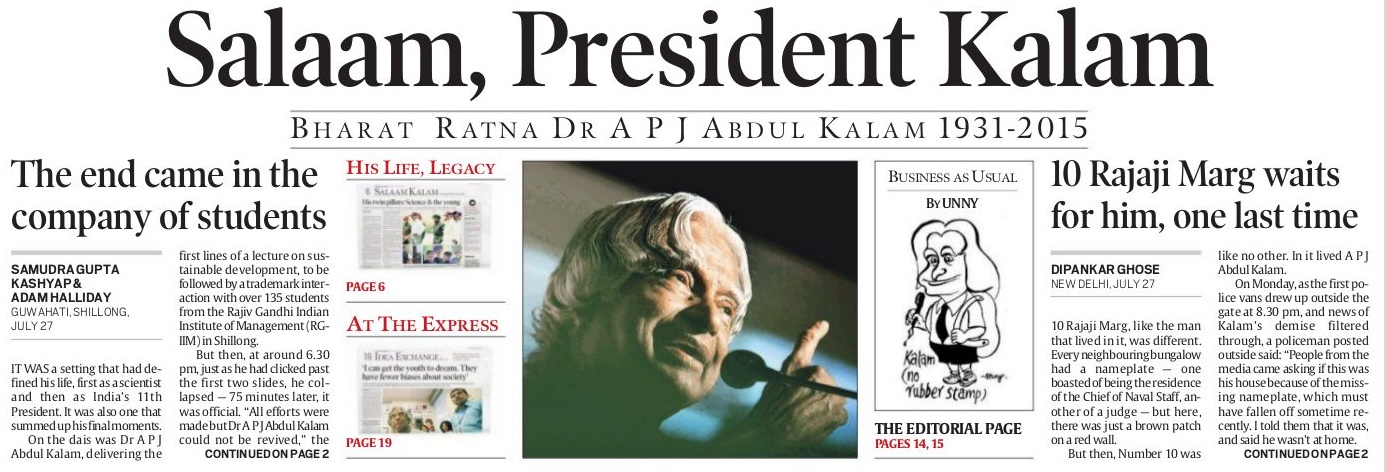 Salaam, President Kalam
BHARAT RATNA DR A P J ABDUL KALAM 1931-2015
The end came in the
company of students
SAMUDRA GUPTA
KASHYAP &
ADAM HALLIDAY
GUWAHATI, SHILLONG,
JULY 27
IT WAS a setting that had de-
fined his life, first as a scientist
and then as India's 11th
President. It was also one that
summed up his final moments.
On the dais was Dr A P J
Abdul Kalam, delivering the
first lines of a lecture on sus-
tainable development, to be
followed by a trademark inter-
action with over 135 students
from the Rajiv Gandhi Indian
Institute of Management (RG-
IIM) in Shillong.
But then, at around 6.30
pm, just as he had clicked past
the first two slides, he col-
lapsed — 75 minutes later, it
was official. “All efforts were
made but Dr A P J Abdul Kalam
could not be revived,” the
CONTINUED ON PAGE 2
HIS LIFE, LEGACY
6 SALAAM KALAM
His twin pillars: Science & the young
PAGE 6
AT THE EXPRESS
10 IDEA EXCHANGE
‘I can get the youth to dream. They
have fewer biases about society’
PAGE 19
BUSINESS AS USUAL
BY UNNY
Kalam
(no
rubber stamp)
THE EDITORIAL PAGE
PAGES 14, 15
10 Rajaji Marg waits
for him, one last time
DIPANKAR GHOSE
NEW DELHI, JULY 27
10 Rajaji Marg, like the man
that lived in it, was different.
Every neighbouring bungalow
had a nameplate — one
boasted of being the residence
of the Chief of Naval Staff, an-
other of a judge — but here,
there was just a brown patch
on a red wall.
But then, Number 10 was
like no other. In it lived A P J
Abdul Kalam.
On Monday, as the first po-
lice vans drew up outside the
gate at 8.30 pm, and news of
Kalam's demise filtered
through, a policeman posted
outside said: “People from the
media came asking if this was
his house because of the miss-
ing nameplate, which must
have fallen off sometime re-
cently. I told them that it was,
and said he wasn't at home.
CONTINUED ON PAGE 2